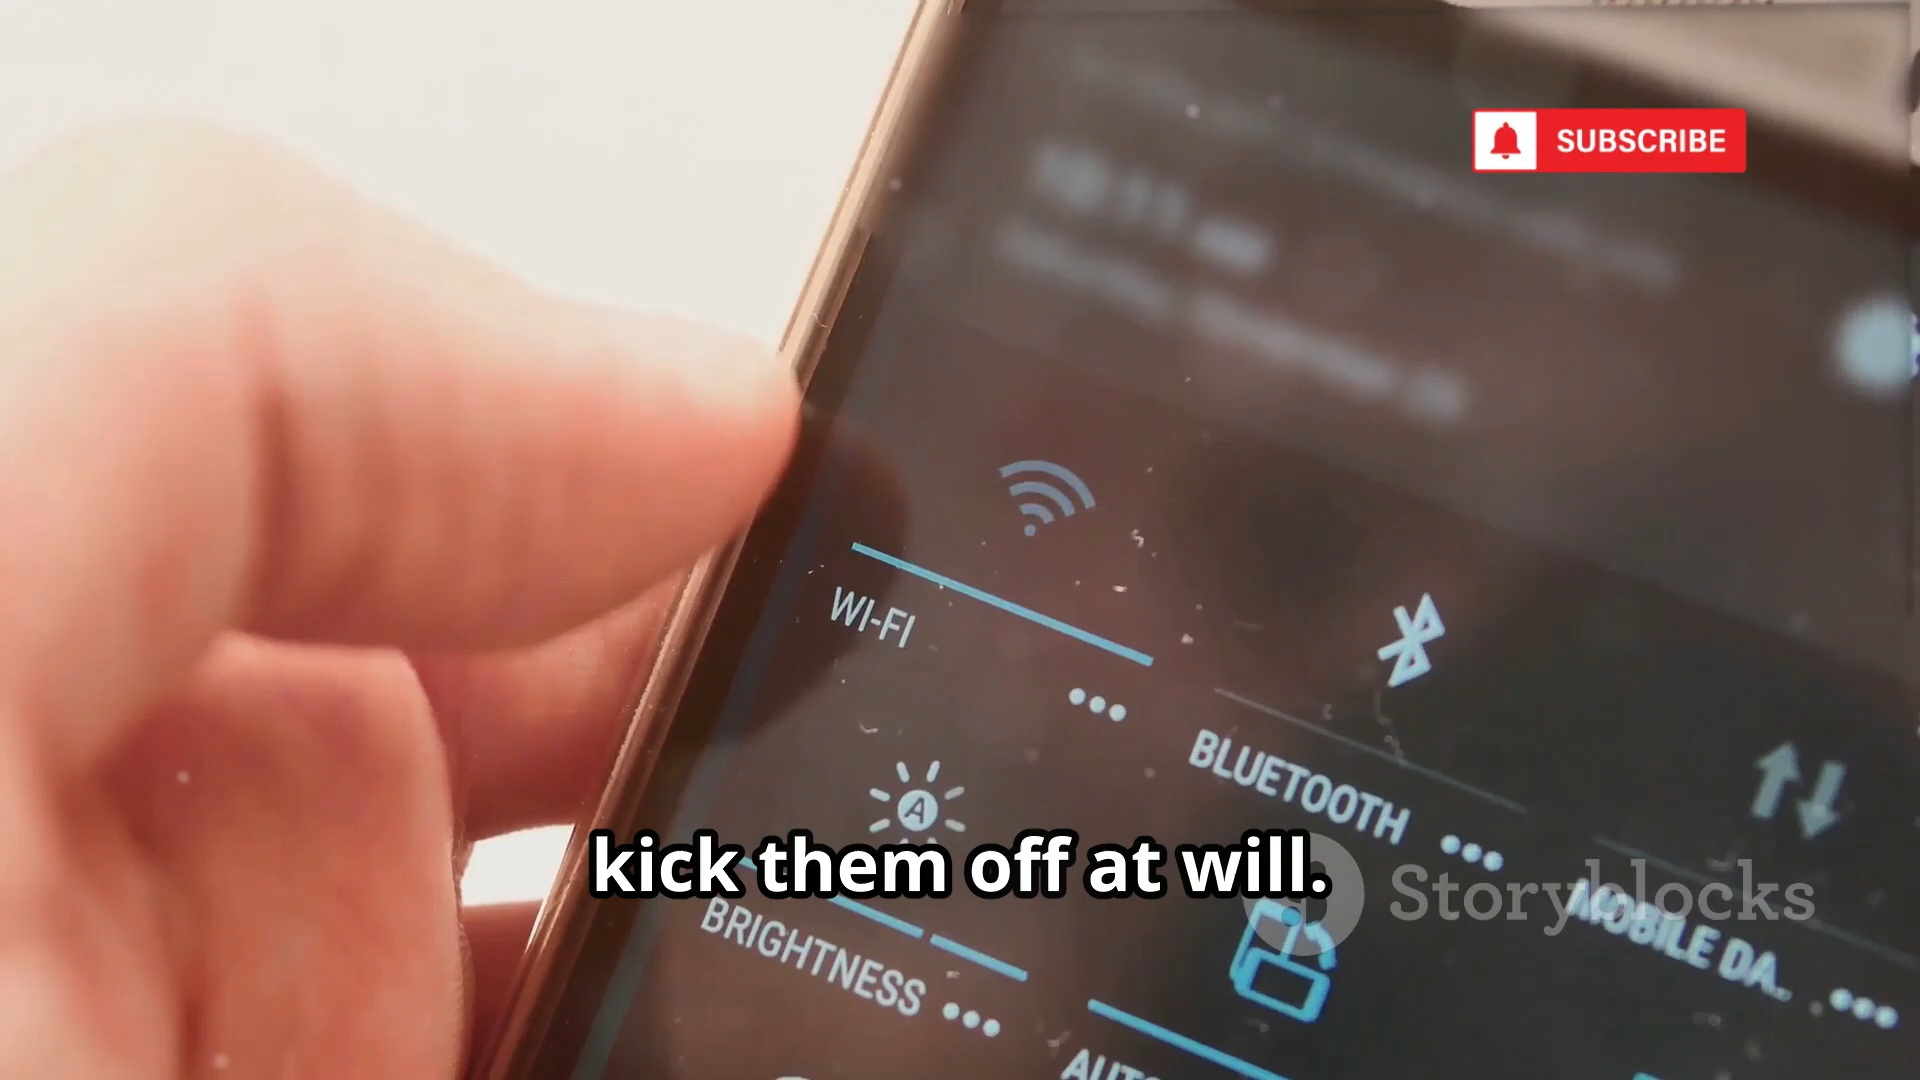 SUBSCRIBE
WI-FI
BLUETOOTH
kick them off at will.
Storyblocks
MOBILE DA..
BRIGHTNESS